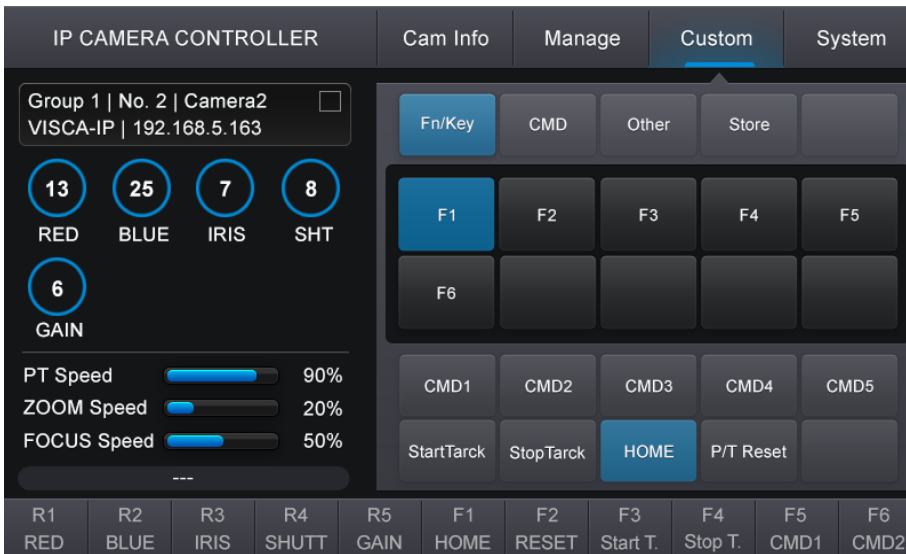 IP CAMERA CONTROLLER Cam Info Manage Custom System
Group 1 | No. 2 | Camera2
VISCA-IP | 192.168.5.163
Fn/Key CMD Other Store
13 25 7 8
RED BLUE IRIS SHT
F1 F2 F3 F4 F5
6
GAIN
F6
PT Speed 90%
ZOOM Speed 20%
FOCUS Speed 50%
---
CMD1 CMD2 CMD3 CMD4 CMD5
StartTarck StopTarck HOME P/T Reset
R1 R2 R3 R4 R5 F1 F2 F3 F4 F5 F6
RED BLUE IRIS SHUTT GAIN HOME RESET Start T. Stop T. CMD1 CMD2